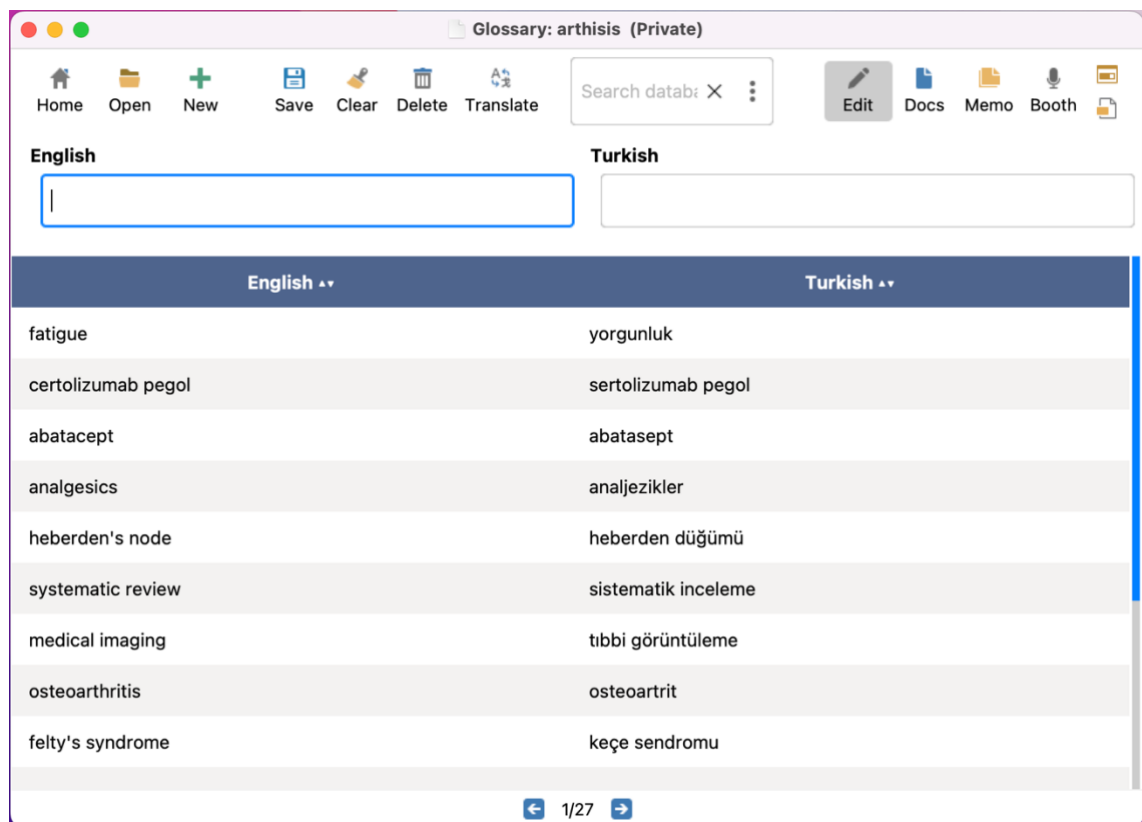 Glossary: arthisis (Private)
Home Open New Save Clear Delete Translate Search databa Edit Docs Memo Booth
English Turkish
English Turkish
fatigue yorgunluk
certolizumab pegol sertolizumab pegol
abatacept abatasept
analgesics analjezikler
heberden's node heberden düğümü
systematic review sistematik inceleme
medical imaging tıbbi görüntüleme
osteoarthritis osteoartrit
felty's syndrome keçe sendromu
1/27